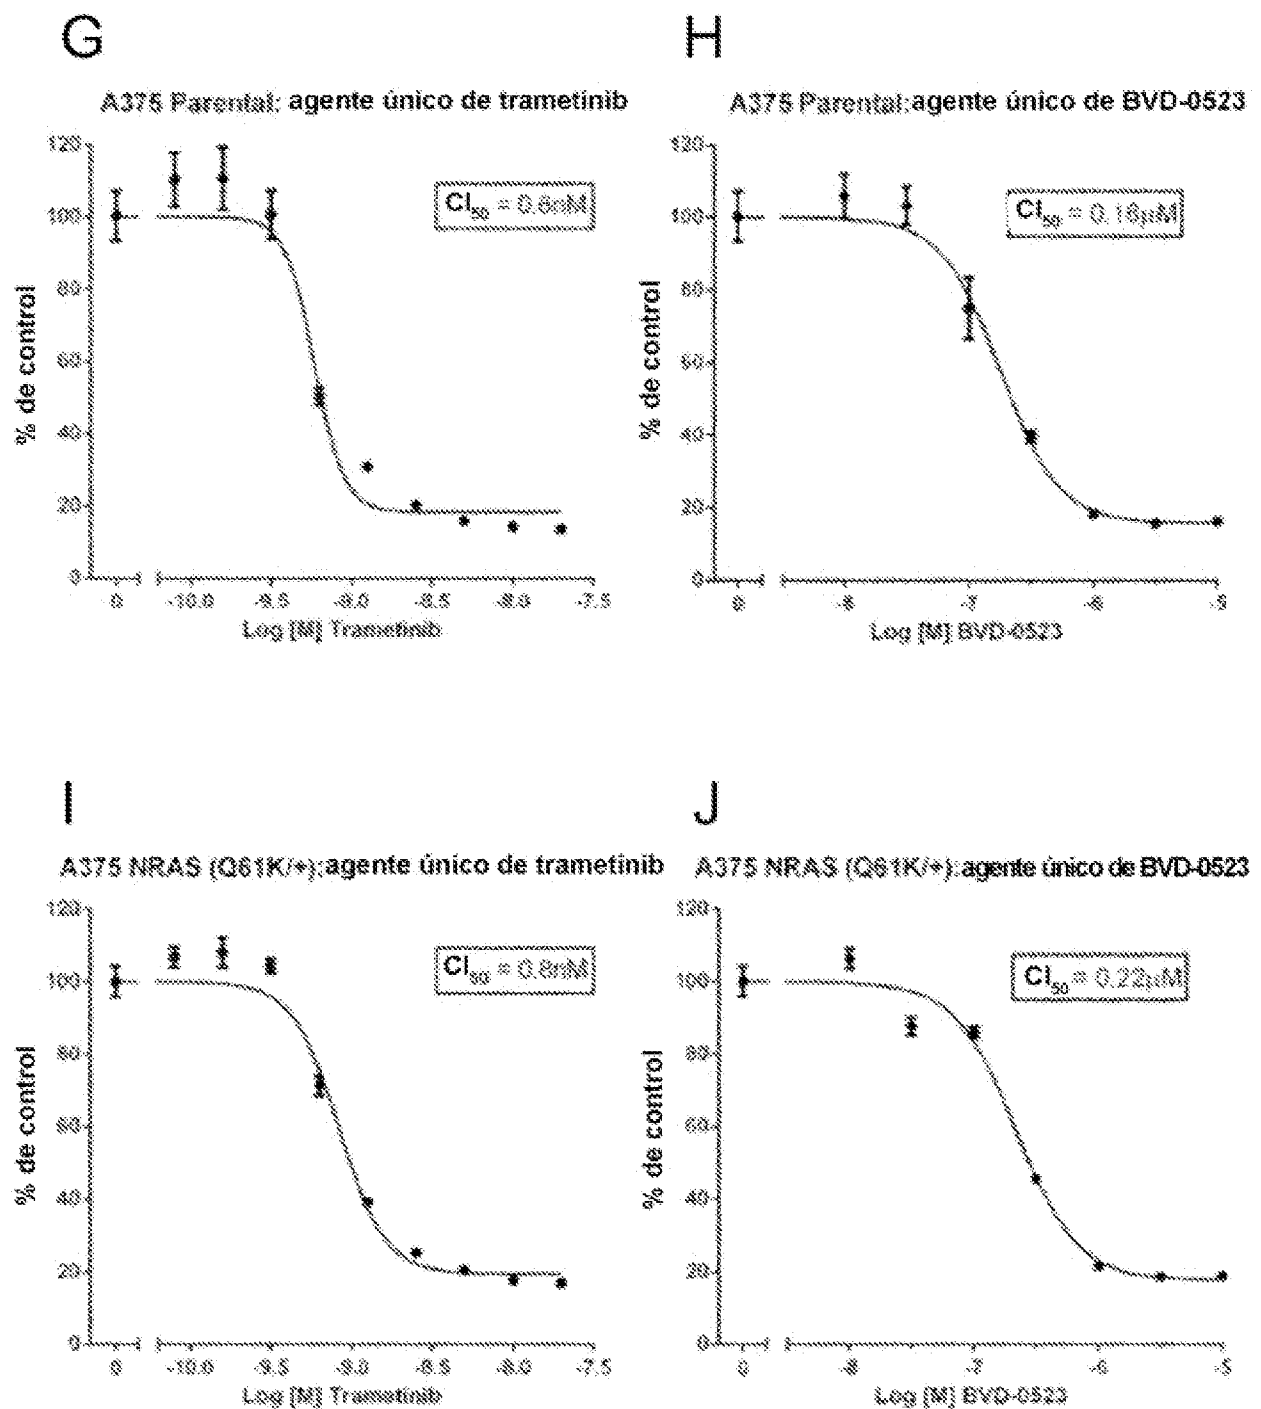 G
A375 Parental: agente único de trametinib
120
100
80
60
40
20
0
% de control
CI50 = 0.6nM
0 -10.0 -9.5 -9.0 -8.5 -8.0 -7.5
Log [M] Trametinib
H
A375 Parental:agente único de BVD-0523
120
100
80
60
40
20
0
% de control
CI50 = 0.16µM
0 -8 -7 -6 -5
Log [M] BVD-0523
I
A375 NRAS (Q61K/+):agente único de trametinib
120
100
80
60
40
20
0
% de control
CI50 = 0.8nM
0 -10.0 -9.5 -9.0 -8.5 -8.0 -7.5
Log [M] Trametinib
J
A375 NRAS (Q61K/+):agente único de BVD-0523
120
100
80
60
40
20
0
% de control
CI50 = 0.22µM
0 -8 -7 -6 -5
Log [M] BVD-0523